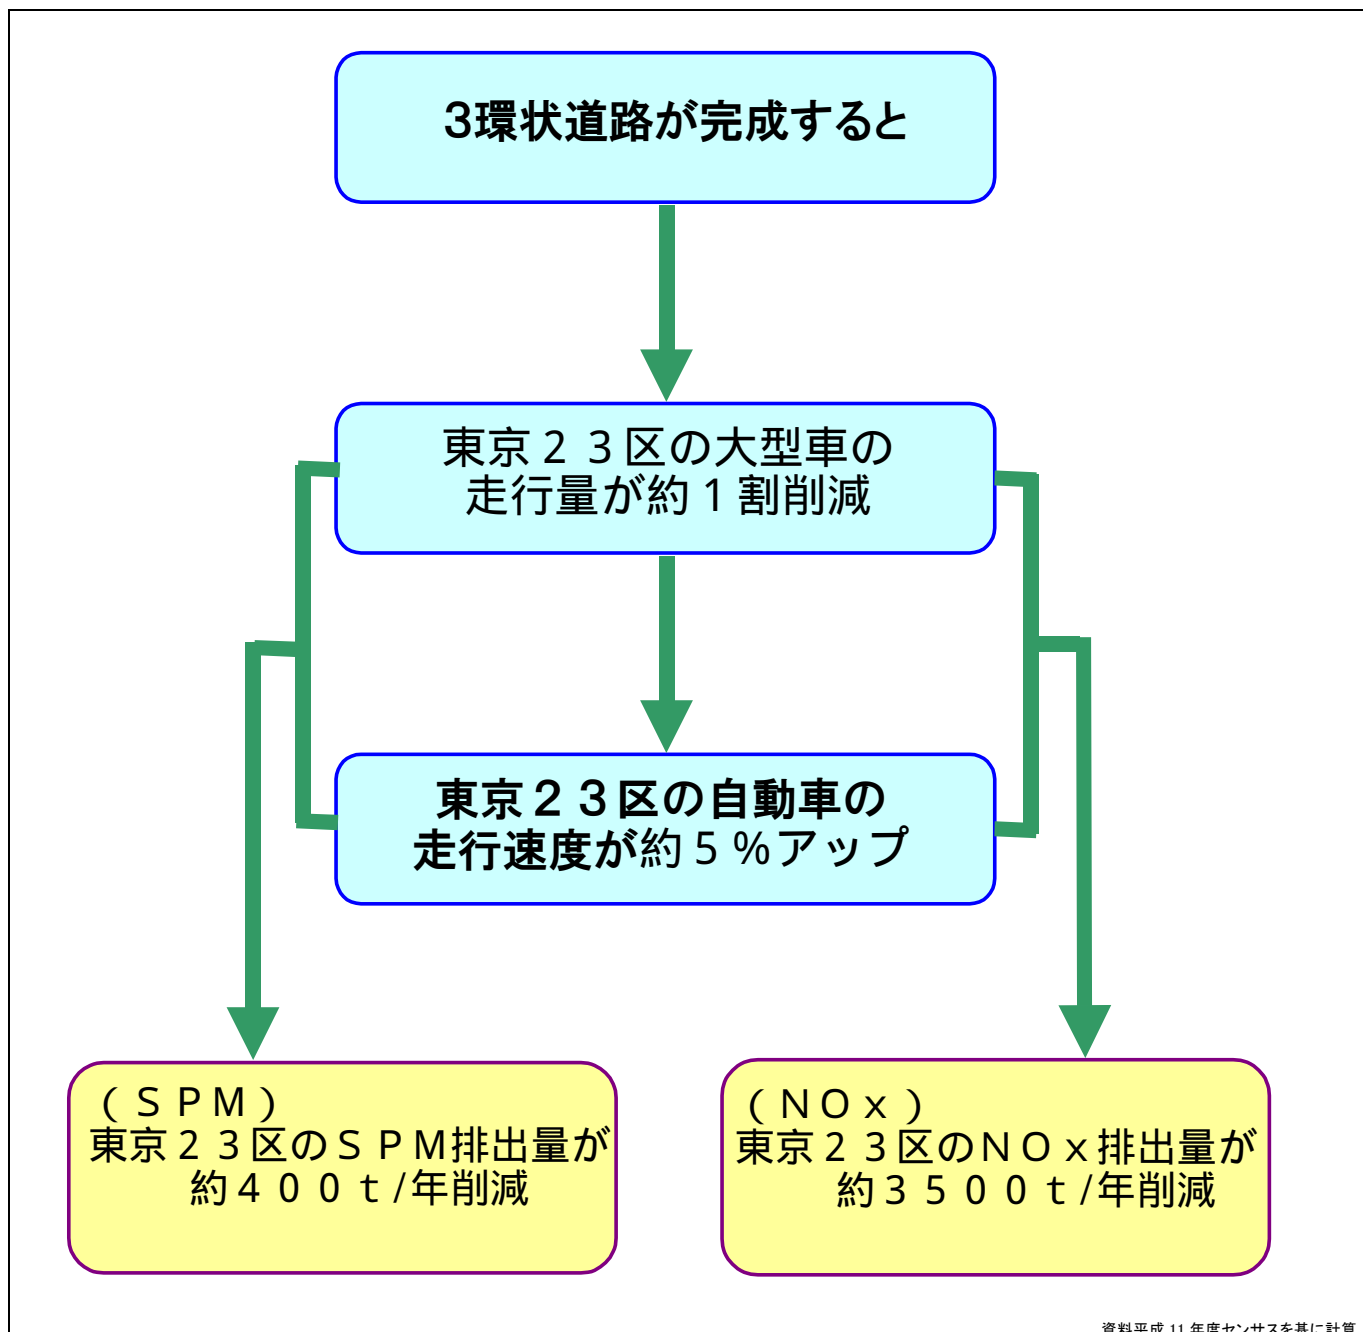 3環状道路が完成すると
東京２３区の大型車の
走行量が約１割削減
東京２３区の自動車の
走行速度が約５％アップ
（ＳＰＭ）
東京２３区のＳＰＭ排出量が
約４００ｔ/年削減
（ＮＯｘ）
東京２３区のＮＯｘ排出量が
約３５００ｔ/年削減
資料平成 11 年度センサスを基に計算